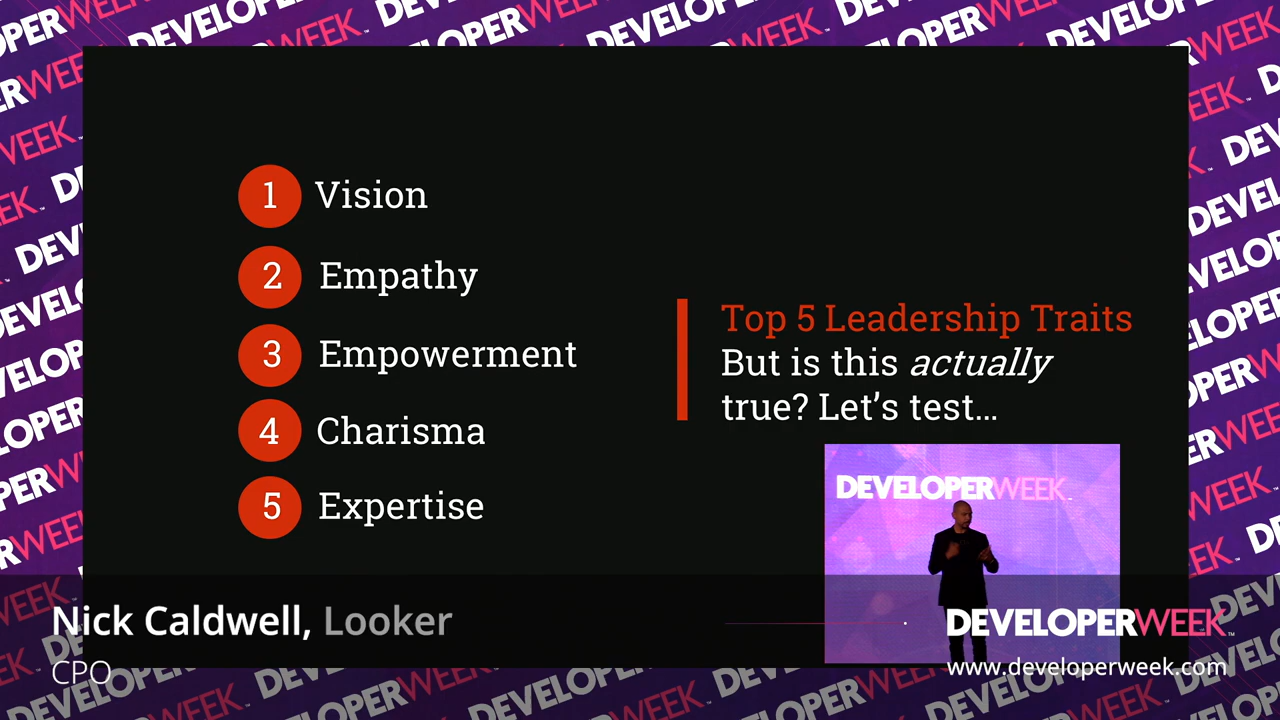 1 Vision
2 Empathy
3 Empowerment
4 Charisma
5 Expertise
Top 5 Leadership Traits
But is this actually
true? Let's test...
DEVELOPERWEEK
Nick Caldwell, Looker
CPO
DEVELOPERWEEK™
www.developerweek.com